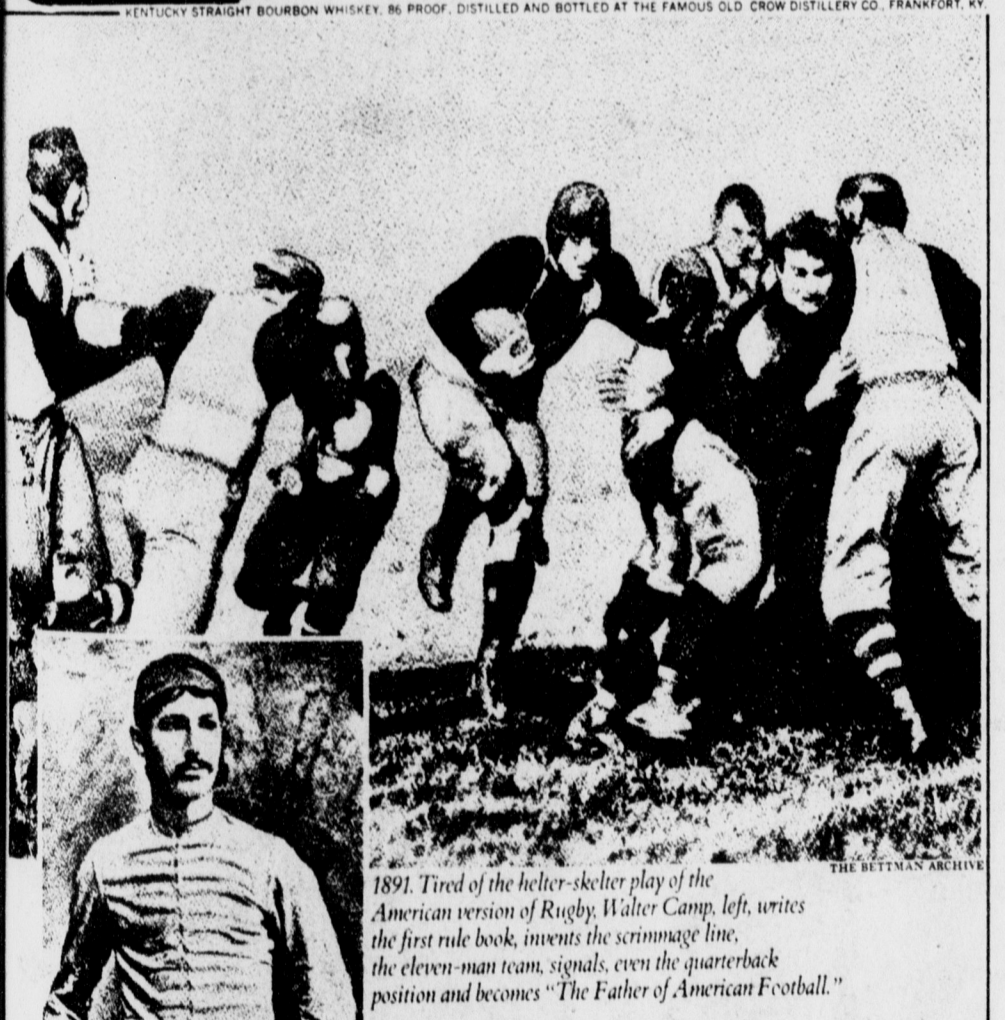 KENTUCKY STRAIGHT BOURBON WHISKEY. 86 PROOF. DISTILLED AND BOTTLED AT THE FAMOUS OLD CROW DISTILLERY CO., FRANKFORT, KY.
THE BETTMAN ARCHIVE
1891. Tired of the helter-skelter play of the
American version of Rugby, Walter Camp, left, writes
the first rule book, invents the scrimmage line,
the eleven-man team, signals, even the quarterback
position and becomes "The Father of American Football."